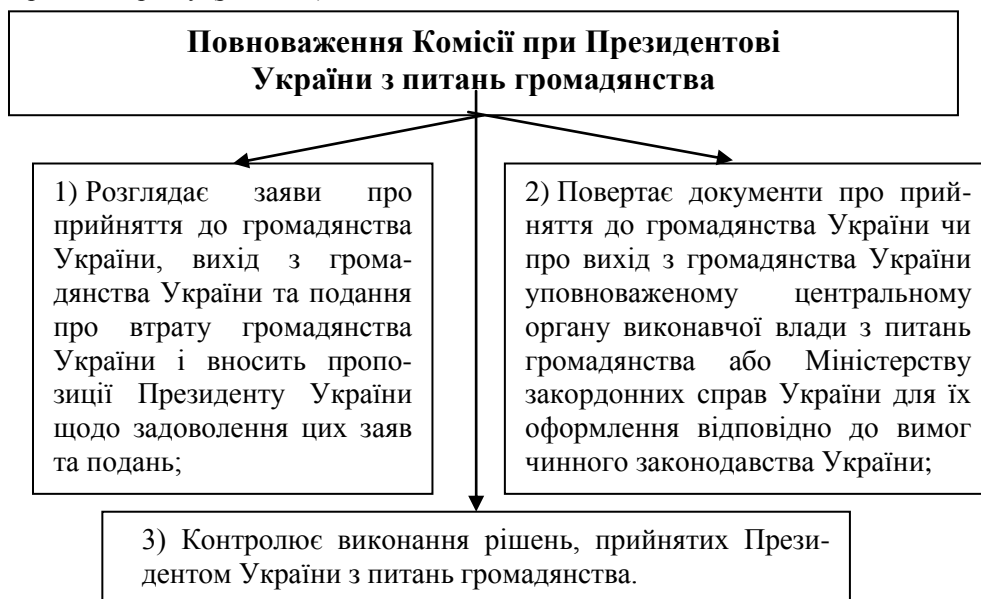 Повноваження Комісії при Президентові
України з питань громадянства
1) Розглядає заяви про
прийняття до громадянства
України, вихід з грома-
дянства України та подання
про втрату громадянства
України і вносить пропо-
зиції Президенту України
щодо задоволення цих заяв
та подань;
2) Повертає документи про прий-
няття до громадянства України чи
про вихід з громадянства України
уповноваженому центральному
органу виконавчої влади з питань
громадянства або Міністерству
закордонних справ України для їх
оформлення відповідно до вимог
чинного законодавства України;
3) Контролює виконання рішень, прийнятих Прези-
дентом України з питань громадянства.